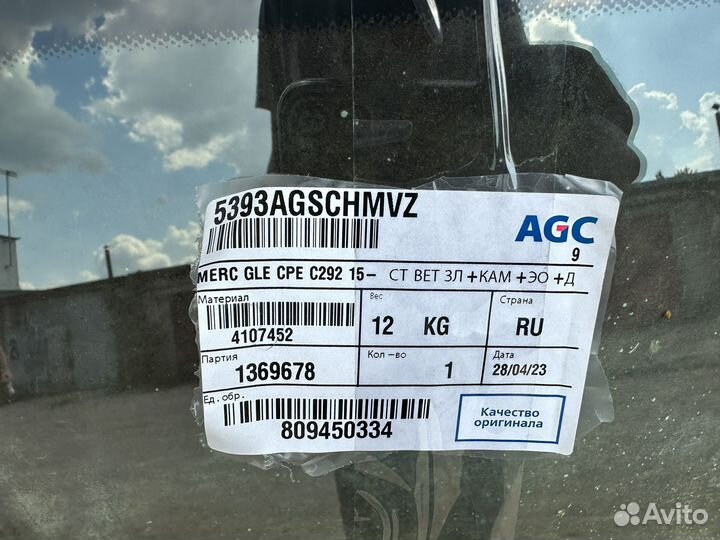 5393AGSCHMVZ
AGC
9
MERC GLE CPE C292 15- СТ ВЕТ ЗЛ +КАМ +ЭО +Д
Материал
4107452
Вес
12 KG
Страна
RU
Партия
1369678
Кол-во
1
Дата
28/04/23
Ед. обр.
809450334
Качество
оригинала
Avito